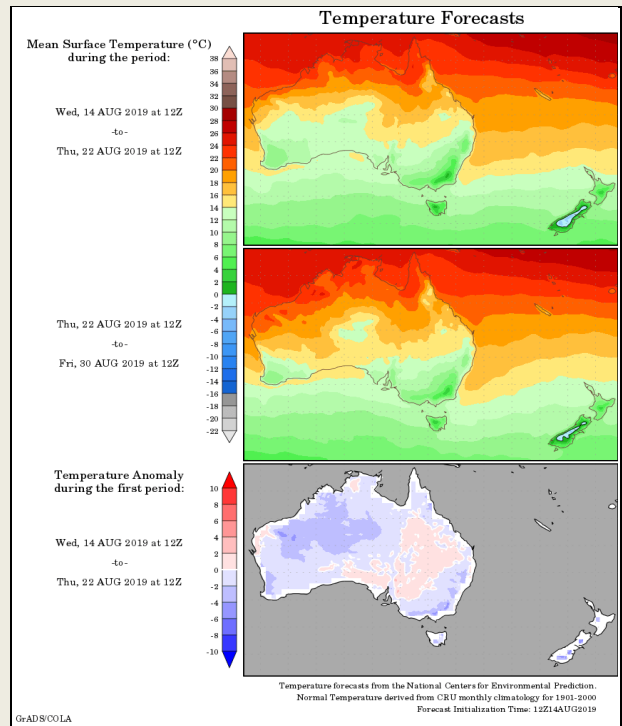 Temperature Forecasts
Mean Surface Temperature (°C)
during the period:
38
36
34
32
30
28
26
24
22
20
18
16
14
12
10
8
6
4
2
0
-2
-4
-6
-8
-10
-12
-14
-16
-18
-20
-22
Wed, 14 AUG 2019 at 12Z
-to-
Thu, 22 AUG 2019 at 12Z
Thu, 22 AUG 2019 at 12Z
-to-
Fri, 30 AUG 2019 at 12Z
Temperature Anomaly
during the first period:
10
8
6
4
2
0
-2
-4
-6
-8
-10
Wed, 14 AUG 2019 at 12Z
-to-
Thu, 22 AUG 2019 at 12Z
Temperature forecasts from the National Centers for Environmental Prediction.
Normal Temperature derived from CRU monthly climatology for 1901-2000
Forecast Initialization Time: 12Z14AUG2019
GrADS/COLA